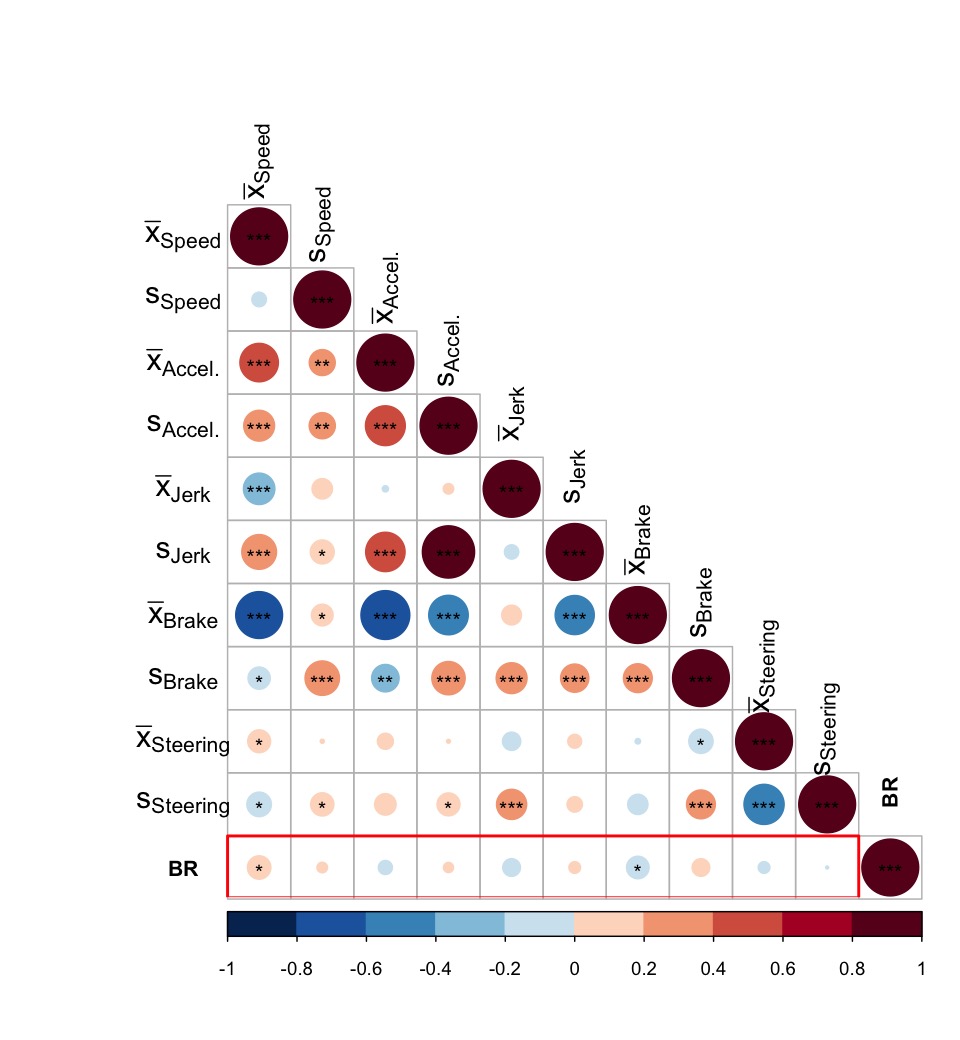 x̄Speed
sSpeed
x̄Accel.
sAccel.
x̄Jerk
sJerk
x̄Brake
sBrake
x̄Steering
sSteering
BR
x̄Speed ***
sSpeed ***
x̄Accel. *** ** ***
sAccel. *** ** *** ***
x̄Jerk *** ***
sJerk *** * *** *** ***
x̄Brake *** * *** *** *** ***
sBrake * *** ** *** *** *** *** ***
x̄Steering * * ***
sSteering * * * *** *** *** ***
BR * * ***
-1 -0.8 -0.6 -0.4 -0.2 0 0.2 0.4 0.6 0.8 1